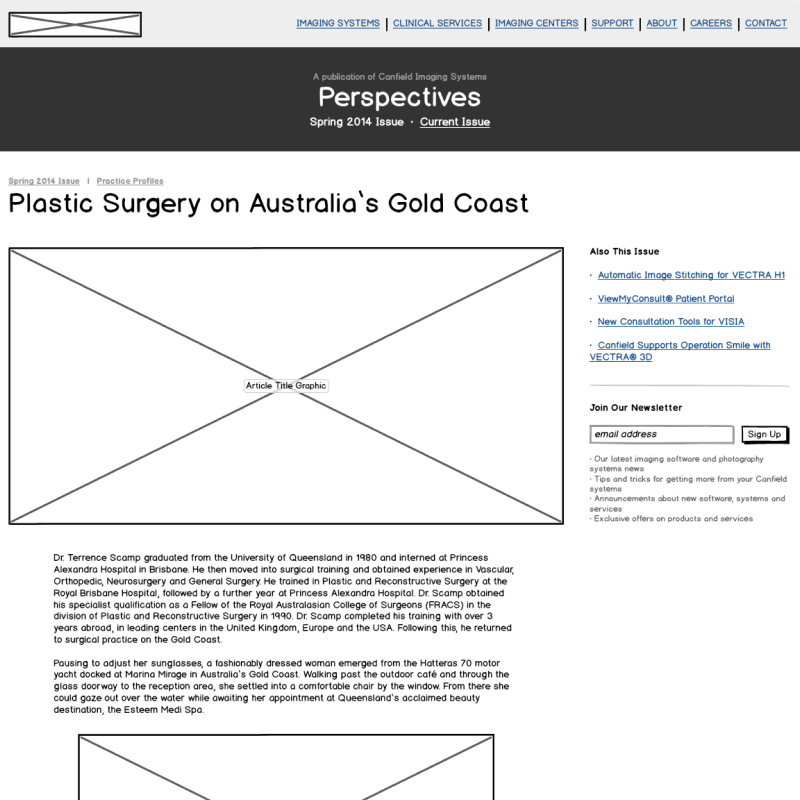 IMAGING SYSTEMS | CLINICAL SERVICES | IMAGING CENTERS | SUPPORT | ABOUT | CAREERS | CONTACT
A publication of Canfield Imaging Systems
Perspectives
Spring 2014 Issue · Current Issue
Spring 2014 Issue | Practice Profiles
Plastic Surgery on Australia`s Gold Coast
Article Title Graphic
Dr. Terrence Scamp graduated from the University of Queensland in 1980 and interned at Princess
Alexandra Hospital in Brisbane. He then moved into surgical training and obtained experience in Vascular,
Orthopedic, Neurosurgery and General Surgery. He trained in Plastic and Reconstructive Surgery at the
Royal Brisbane Hospital, followed by a further year at Princess Alexandra Hospital. Dr. Scamp obtained
his specialist qualification as a Fellow of the Royal Australasian College of Surgeons (FRACS) in the
division of Plastic and Reconstructive Surgery in 1990. Dr. Scamp completed his training with over 3
years abroad, in leading centers in the United Kingdom, Europe and the USA. Following this, he returned
to surgical practice on the Gold Coast.
Pausing to adjust her sunglasses, a fashionably dressed woman emerged from the Hatteras 70 motor
yacht docked at Marina Mirage in Australia`s Gold Coast. Walking past the outdoor café and through the
glass doorway to the reception area, she settled into a comfortable chair by the window. From there she
could gaze out over the water while awaiting her appointment at Queensland`s acclaimed beauty
destination, the Esteem Medi Spa.
Also This Issue
· Automatic Image Stitching for VECTRA H1
· ViewMyConsult® Patient Portal
· New Consultation Tools for VISIA
· Canfield Supports Operation Smile with
VECTRA® 3D
Join Our Newsletter
email address
Sign Up
· Our latest imaging software and photography
systems news
· Tips and tricks for getting more from your Canfield
systems
· Announcements about new software, systems and
services
· Exclusive offers on products and services